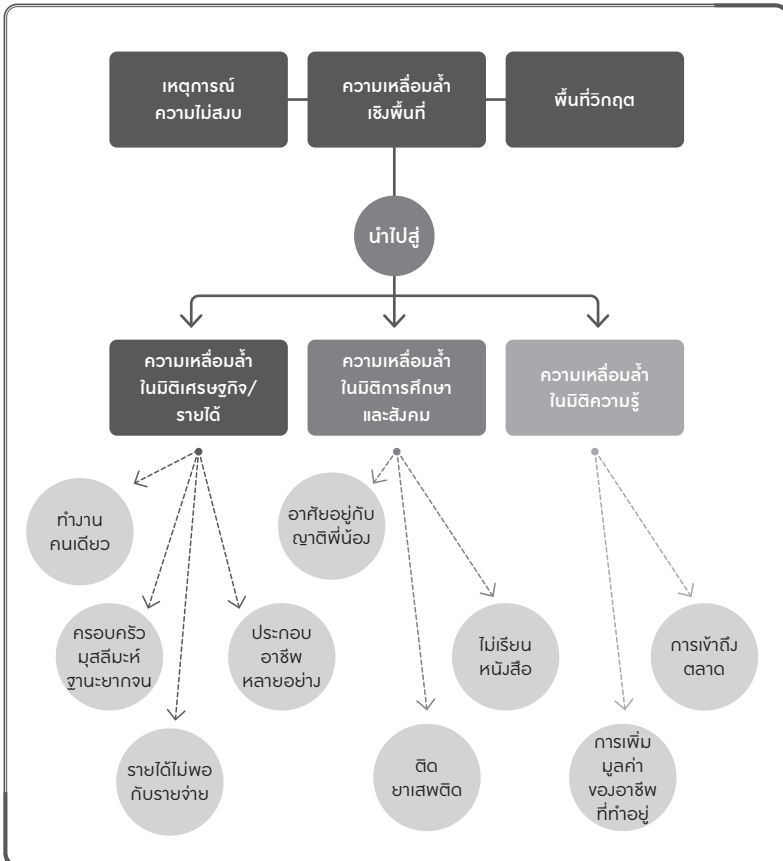 เหตุการณ์
ความไม่สงบ
ความเหลื่อมล้ำ
เชิงพื้นที่
พื้นที่วิกฤต
นำไปสู่
ความเหลื่อมล้ำ
ในมิติเศรษฐกิจ/
รายได้
ความเหลื่อมล้ำ
ในมิติการศึกษา
และสังคม
ความเหลื่อมล้ำ
ในมิติความรู้
ทำงาน
คนเดียว
ครอบครัว
มุสลีมะห์
ฐานะยากจน
รายได้ไม่พอ
กับรายจ่าย
ประกอบ
อาชีพ
หลายอย่าง
อาศัยอยู่กับ
ญาติพี่น้อง
ติด
ยาเสพติด
ไม่เรียน
หนังสือ
การเพิ่ม
มูลค่า
ของอาชีพ
ที่ทำอยู่
การเข้าถึง
ตลาด